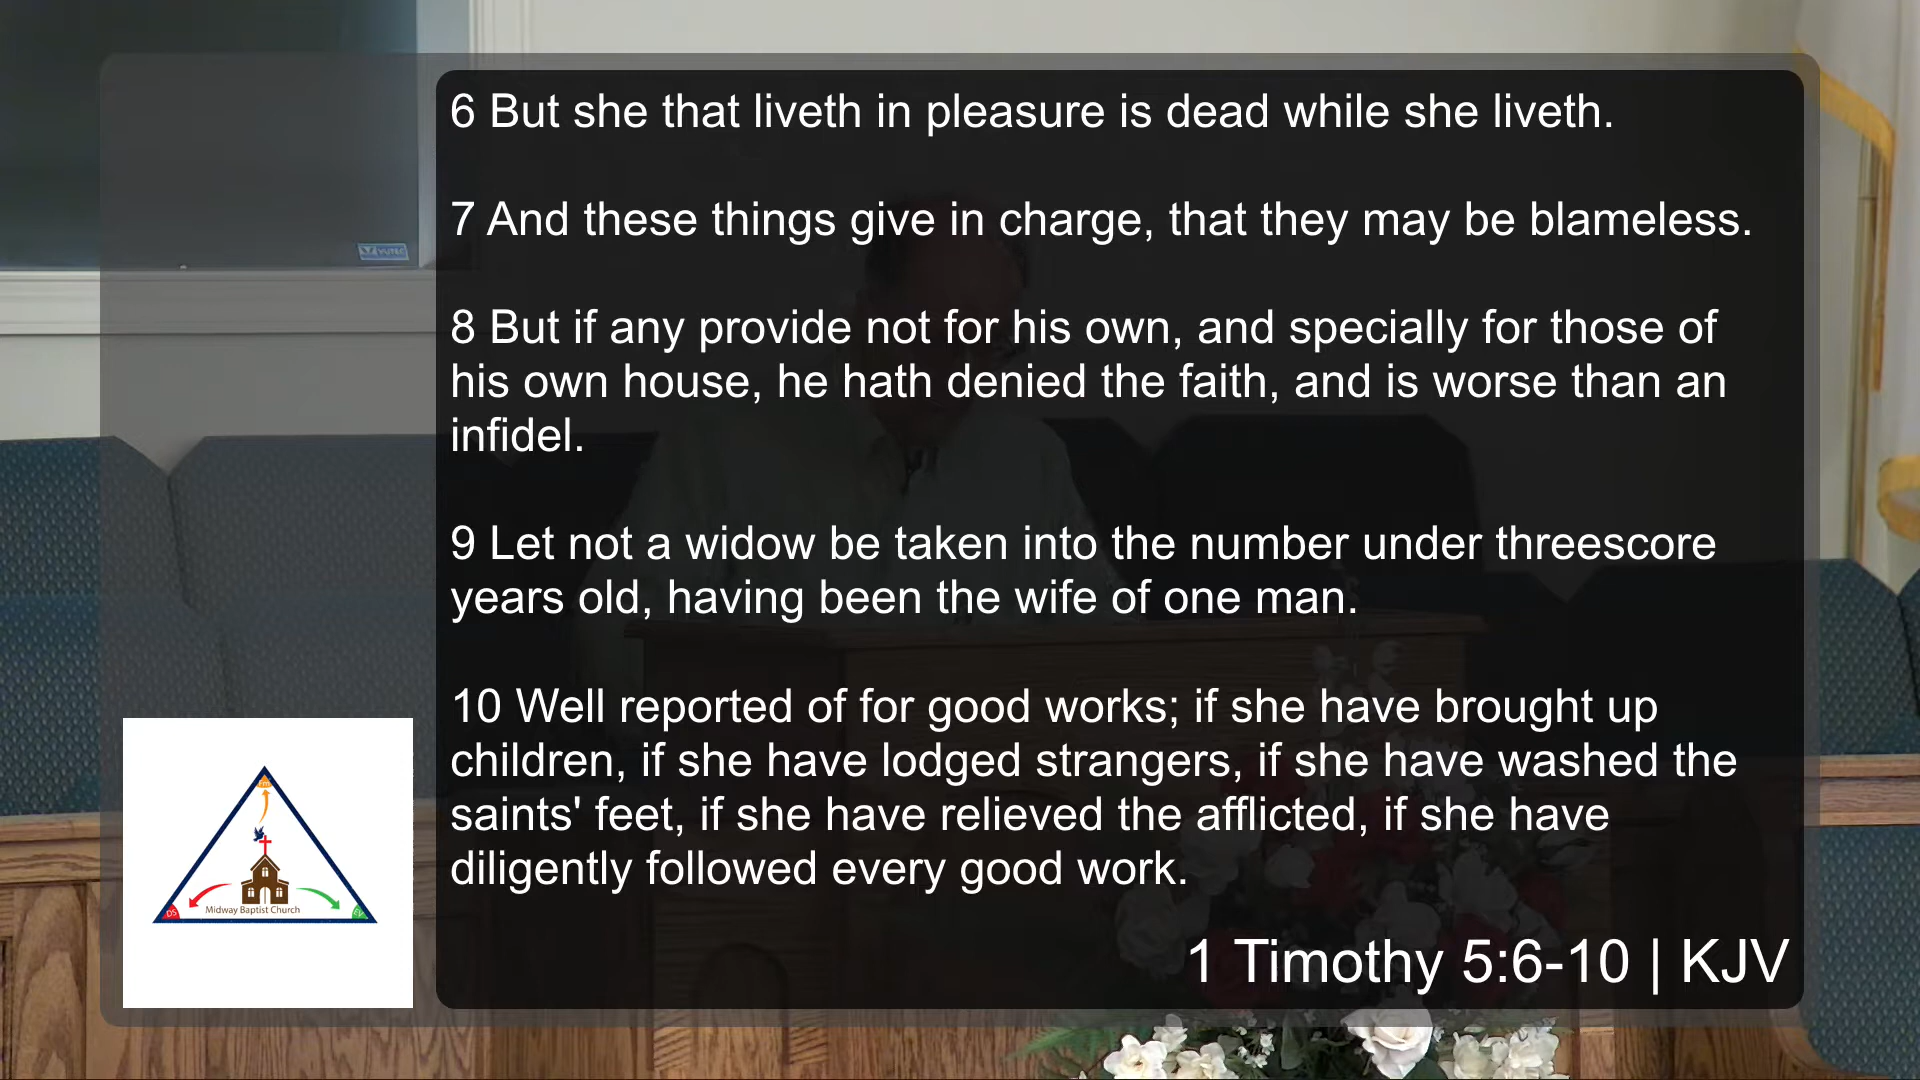 VUTEC
6 But she that liveth in pleasure is dead while she liveth.
7 And these things give in charge, that they may be blameless.
8 But if any provide not for his own, and specially for those of
his own house, he hath denied the faith, and is worse than an
infidel.
9 Let not a widow be taken into the number under threescore
years old, having been the wife of one man.
10 Well reported of for good works; if she have brought up
children, if she have lodged strangers, if she have washed the
saints' feet, if she have relieved the afflicted, if she have
diligently followed every good work.
1 Timothy 5:6-10 | KJV
DS
EV
Midway Baptist Church